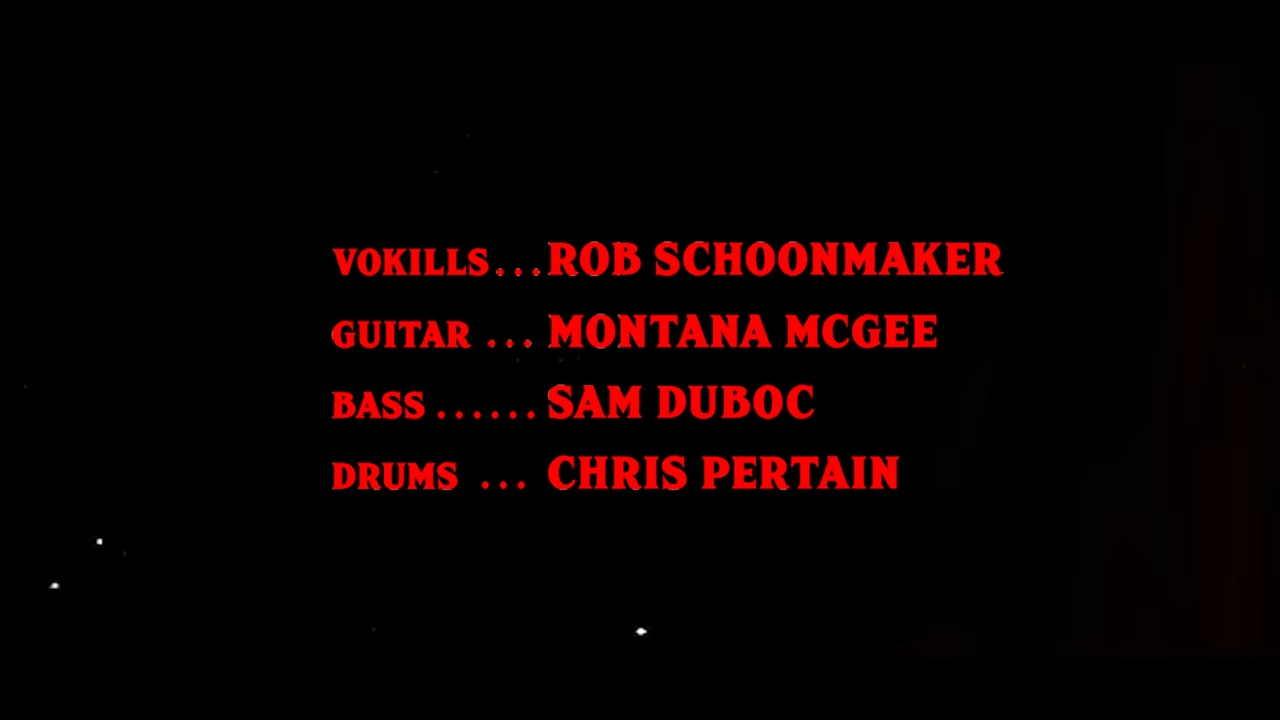 VOKILLS...ROB SCHOONMAKER
GUITAR ... MONTANA MCGEE
BASS ...... SAM DUBOC
DRUMS ... CHRIS PERTAIN